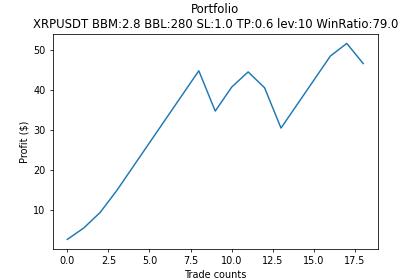 Portfolio
XRPUSDT BBM:2.8 BBL:280 SL:1.0 TP:0.6 lev:10 WinRatio:79.0
50
40
30
20
10
Profit ($)
0.0 2.5 5.0 7.5 10.0 12.5 15.0 17.5
Trade counts